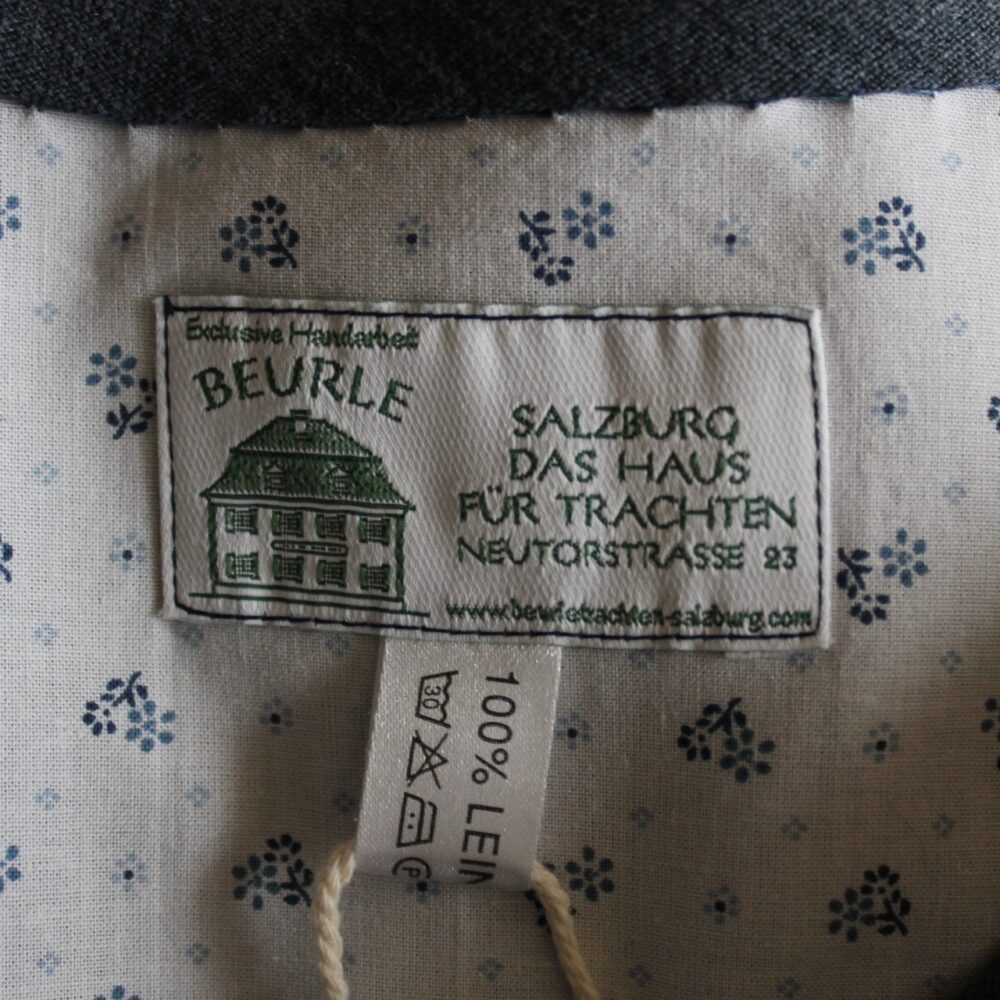 Exclusive Handarbeit
BEURLE
SALZBURG
DAS HAUS
FÜR TRACHTEN
NEUTORSTRASSE 23
www.beurletrachten-salzburg.com
100% LEIN
30
P